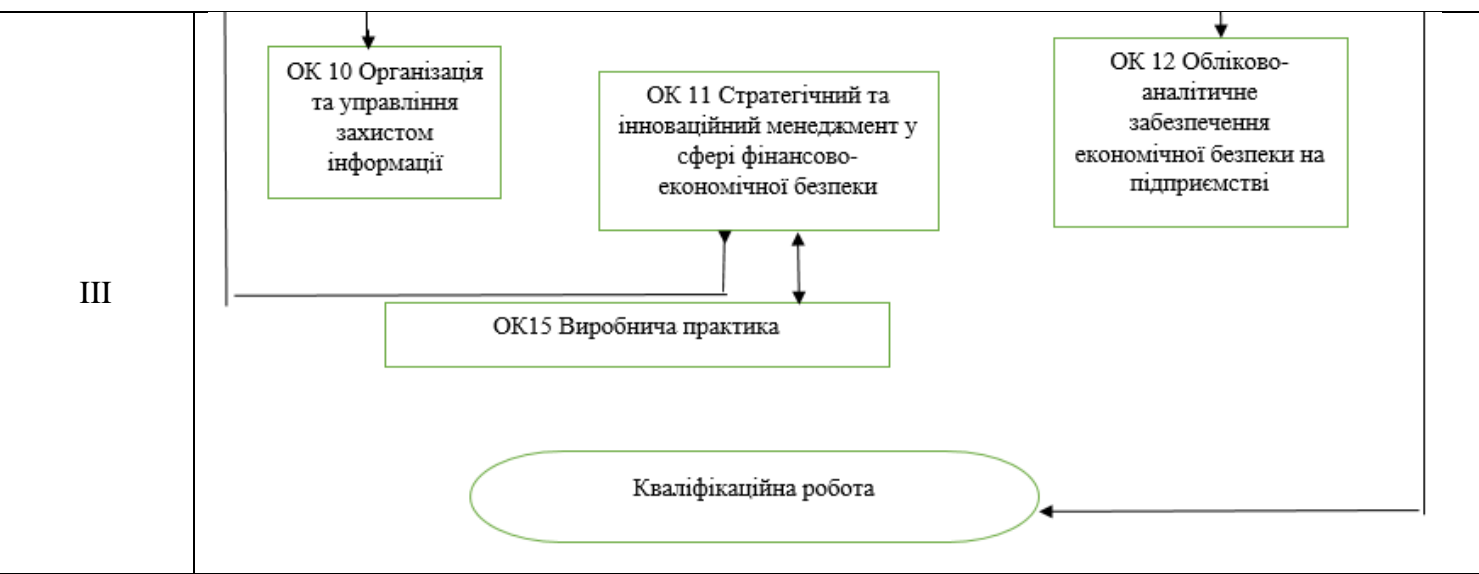 ОК 10 Організація
та управління
захистом
інформації
ОК 11 Стратегічний та
інноваційний менеджмент у
сфері фінансово-
економічної безпеки
ОК 12 Обліково-
аналітичне
забезпечення
економічної безпеки на
підприємстві
III
ОК15 Виробнича практика
Кваліфікаційна робота